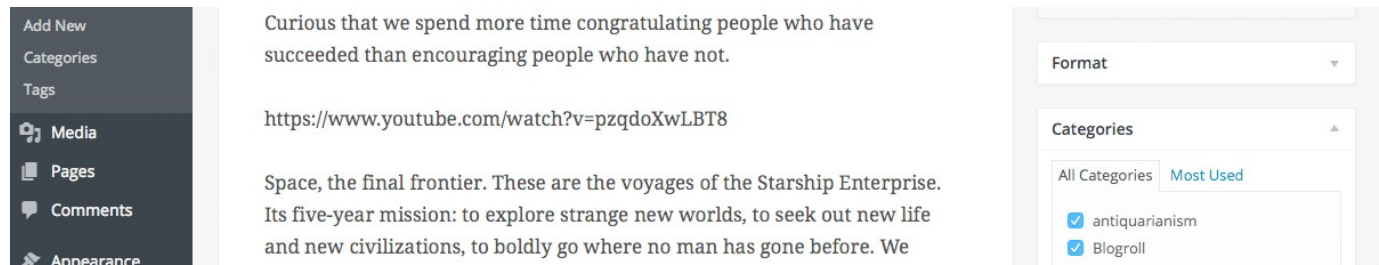 Add New
Categories
Tags
Media
Pages
Comments
Appearance
Curious that we spend more time congratulating people who have
succeeded than encouraging people who have not.
https://www.youtube.com/watch?v=pzqdoXwLBT8
Space, the final frontier. These are the voyages of the Starship Enterprise.
Its five-year mission: to explore strange new worlds, to seek out new life
and new civilizations, to boldly go where no man has gone before. We
Format
Categories
All Categories Most Used
antiquarianism
Blogroll